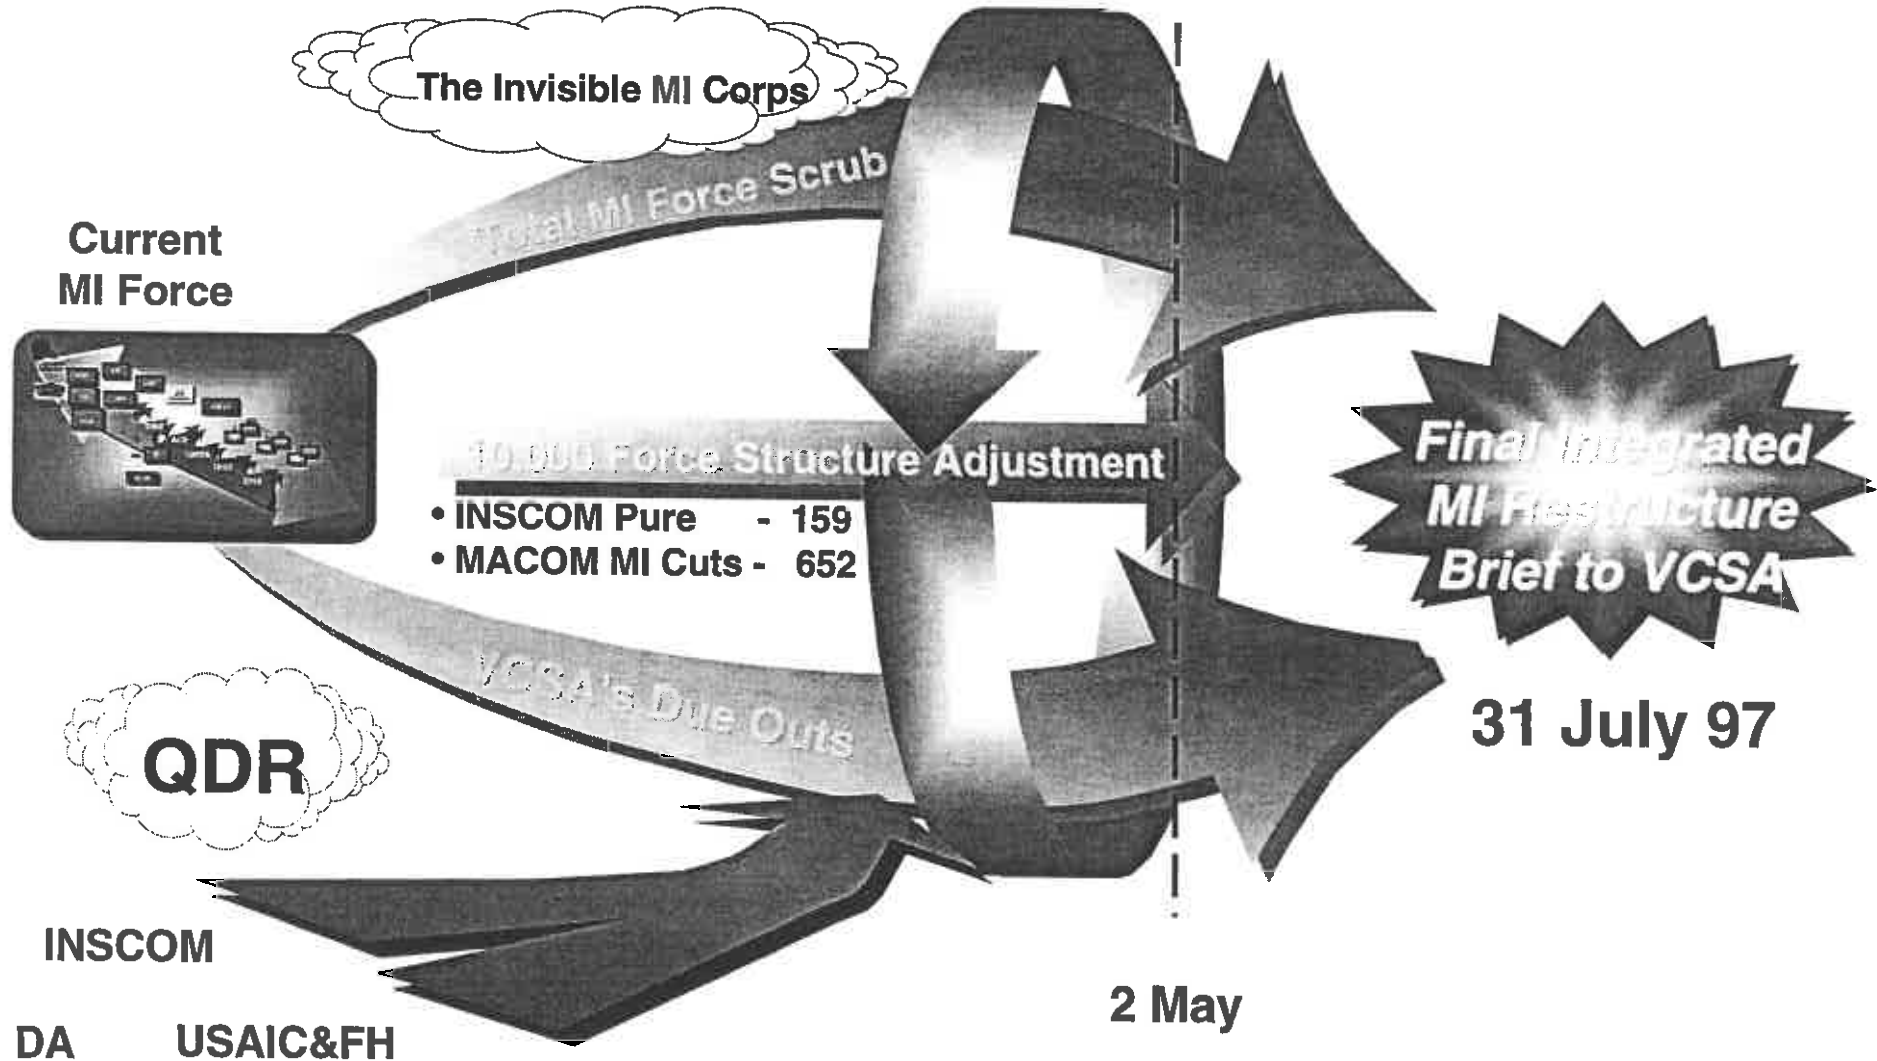 The Invisible MI Corps
Total MI Force Scrub
Current
MI Force
10,000 Force Structure Adjustment
• INSCOM Pure - 159
• MACOM MI Cuts - 652
Final Integrated
MI Restructure
Brief to VCSA
VCSA's Due Outs
31 July 97
QDR
INSCOM
2 May
DA USAIC&FH